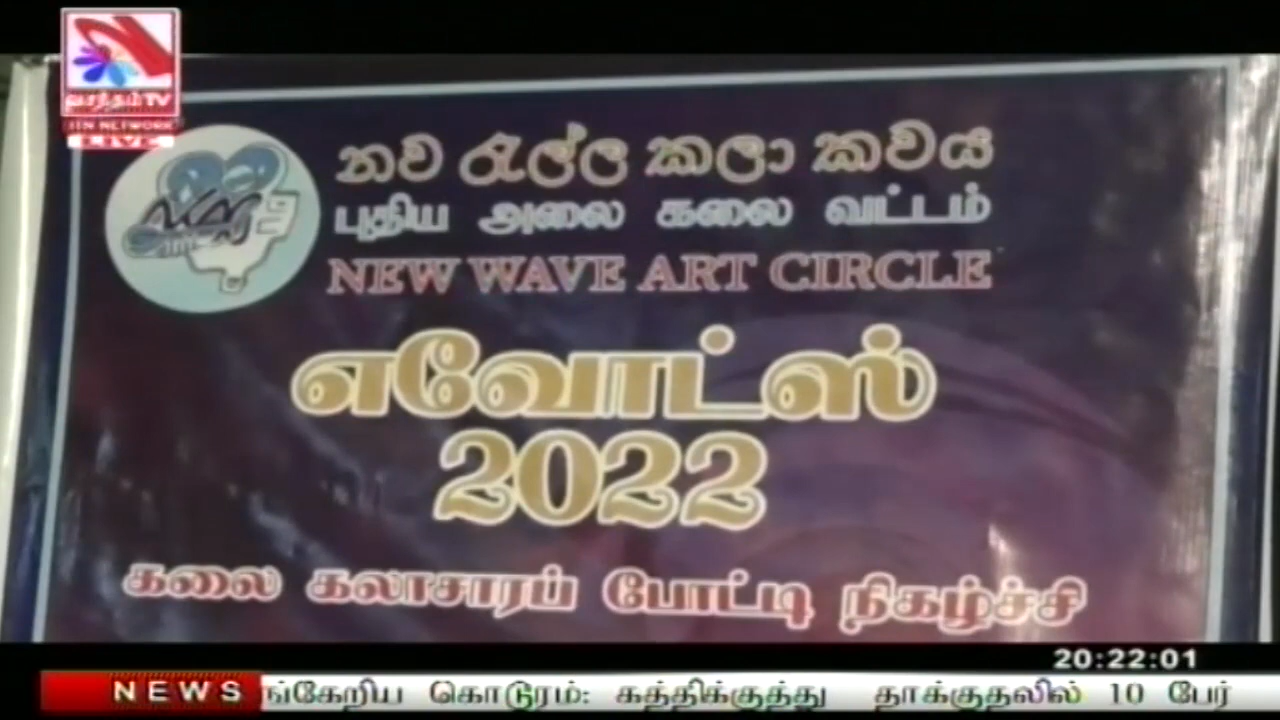 வசந்தம் TV
ITN NETWORK
LIVE
නව රැල්ල කලා කවය
புதிய அலை கலை வட்டம்
NEW WAVE ART CIRCLE
எவோட்ஸ்
2022
கலை கலாசாரப் போட்டி நிகழ்ச்சி
20:22:01
NEWS ங்கேறிய கொடூரம்: கத்திக்குத்து தாக்குதலில் 10 பேர்